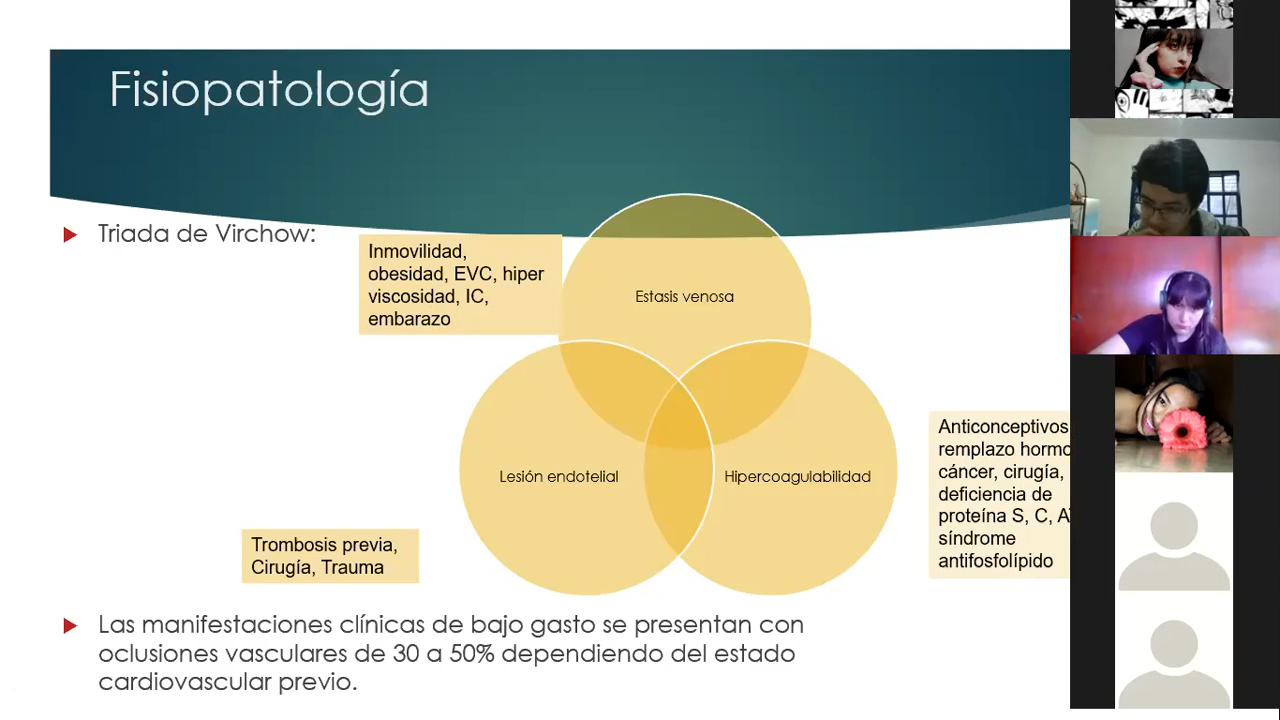 Fisiopatología
Triada de Virchow:
Inmovilidad,
obesidad, EVC, hiper
viscosidad, IC,
embarazo
Estasis venosa
Lesión endotelial
Hipercoagulabilidad
Anticonceptivos
remplazo
cáncer, cirugía,
deficiencia de
proteína S, C,
síndrome
antifosfolípido
Trombosis previa,
Cirugía, Trauma
Las manifestaciones clínicas de bajo gasto se presentan con
oclusiones vasculares de 30 a 50% dependiendo del estado
cardiovascular previo.